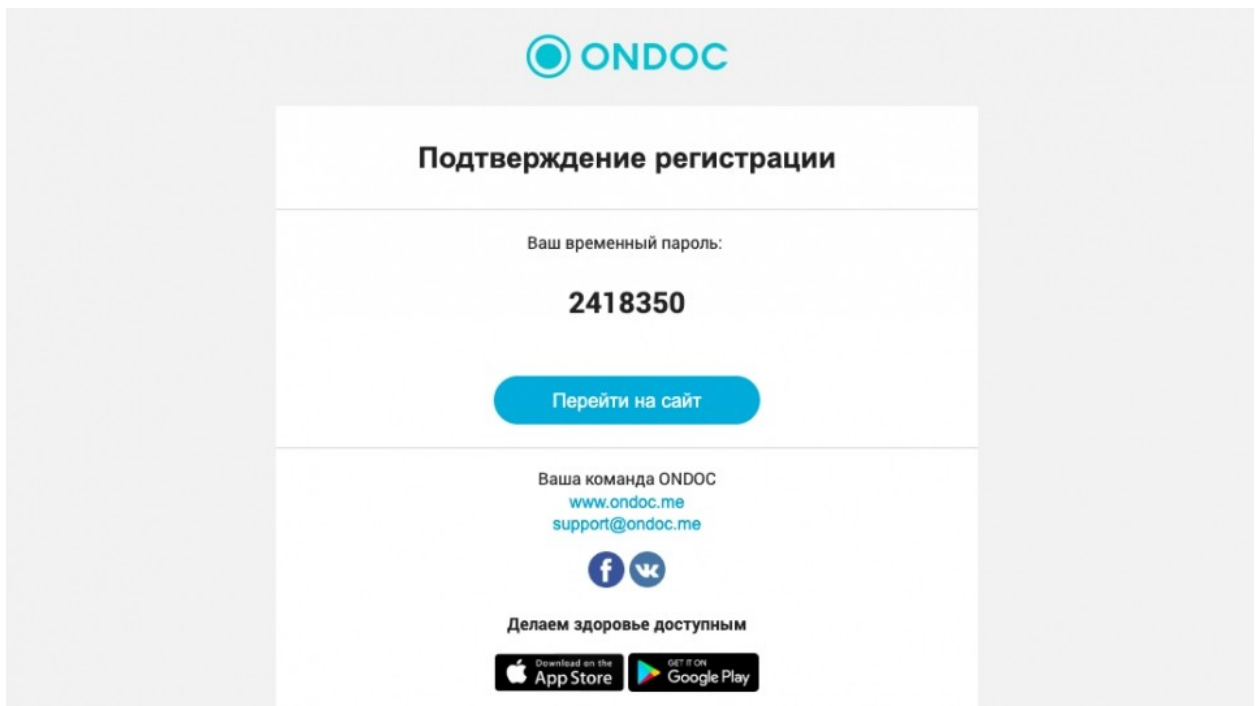 ONDOC
Подтверждение регистрации
Ваш временный пароль:
2418350
Перейти на сайт
Ваша команда ONDOC
www.ondoc.me
support@ondoc.me
Делаем здоровье доступным
Download on the
App Store
GET IT ON
Google Play